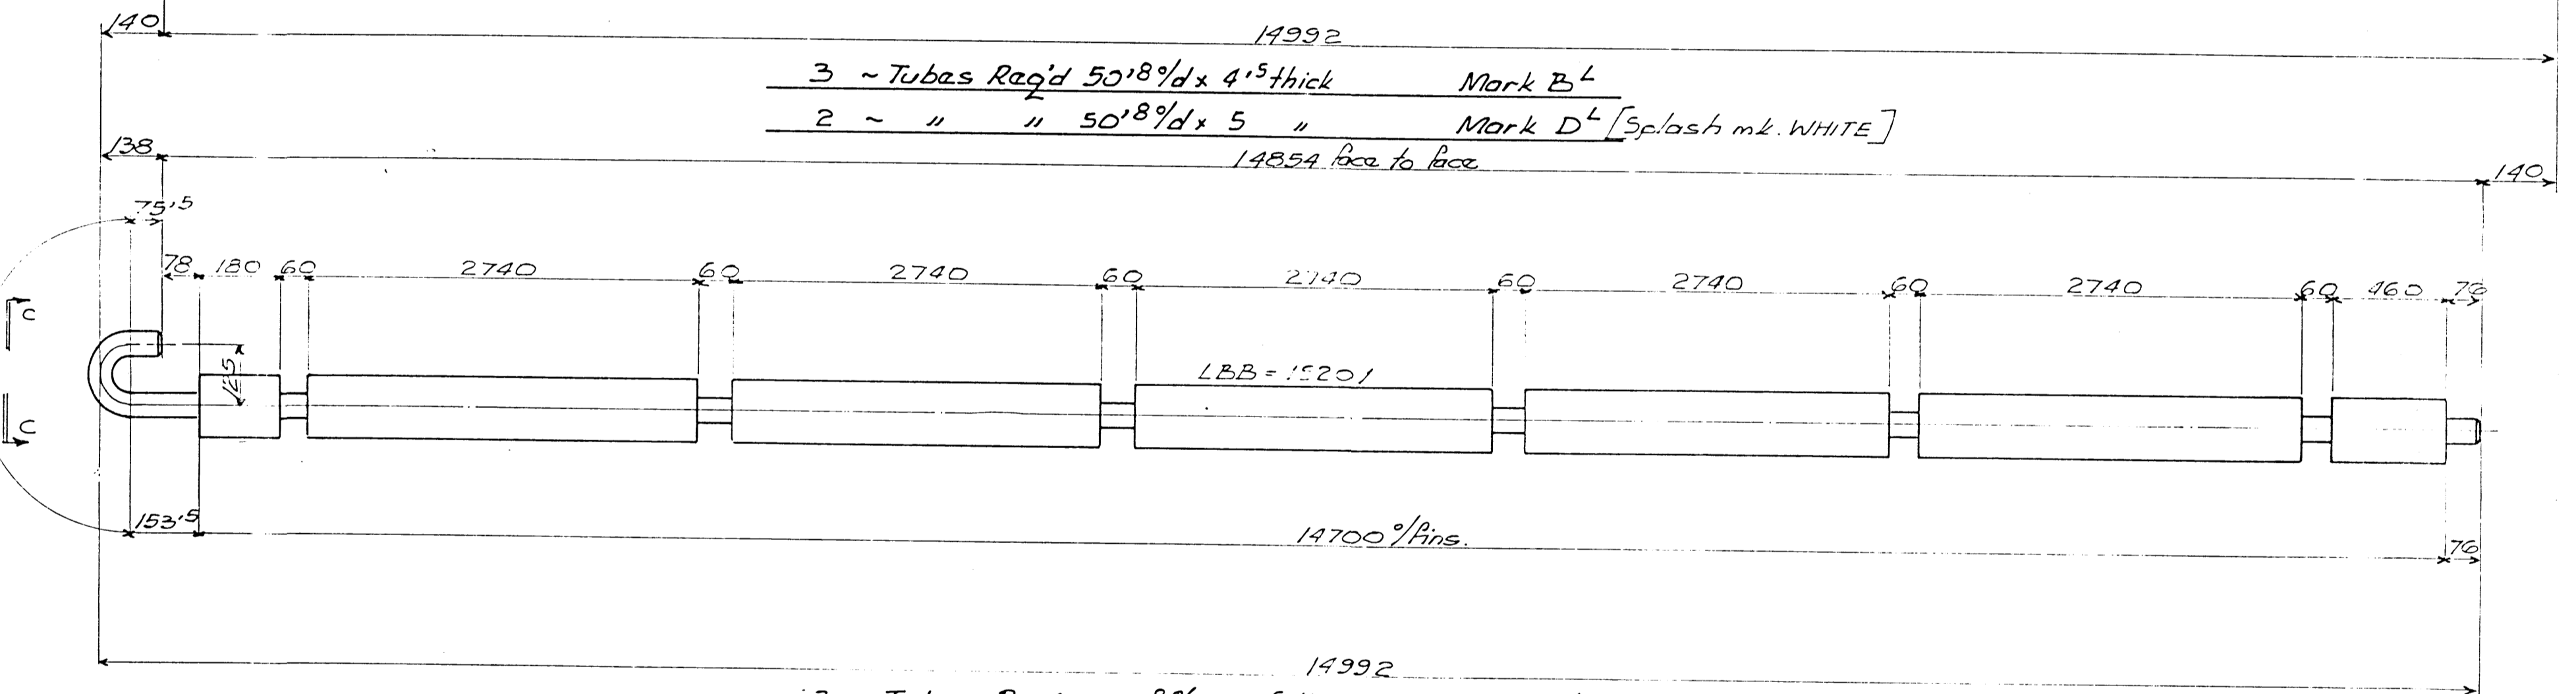 140 14992
3 ~ Tubes Req'd 50,8 o/d x 4,5 thick Mark B L
2 ~ " " 50,8 o/d x 5 " Mark D L [Splash mk. WHITE]
138 14854 face to face 140
75,5
78 180 60 2740 60 2740 60 2740 60 2740 60 2740 60 460 76
C
125
LBB = 15201
C
153,5 14700 o/fins. 76
14992